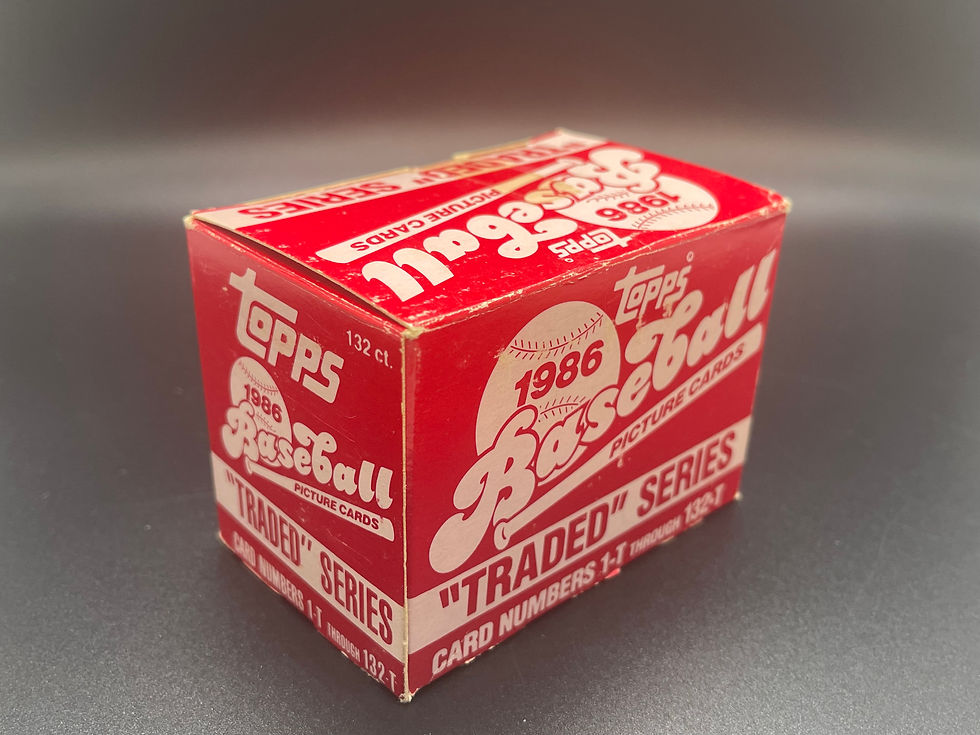 "TRADED" SERIES
PICTURE CARDS
Baseball
1986
Topps©
Topps
132 ct.
1986
Baseball
PICTURE CARDS
"TRADED" SERIES
CARD NUMBERS 1-T THROUGH 132-T
Topps©
1986
Baseball
PICTURE CARDS
"TRADED" SERIES
CARD NUMBERS 1-T THROUGH 132-T